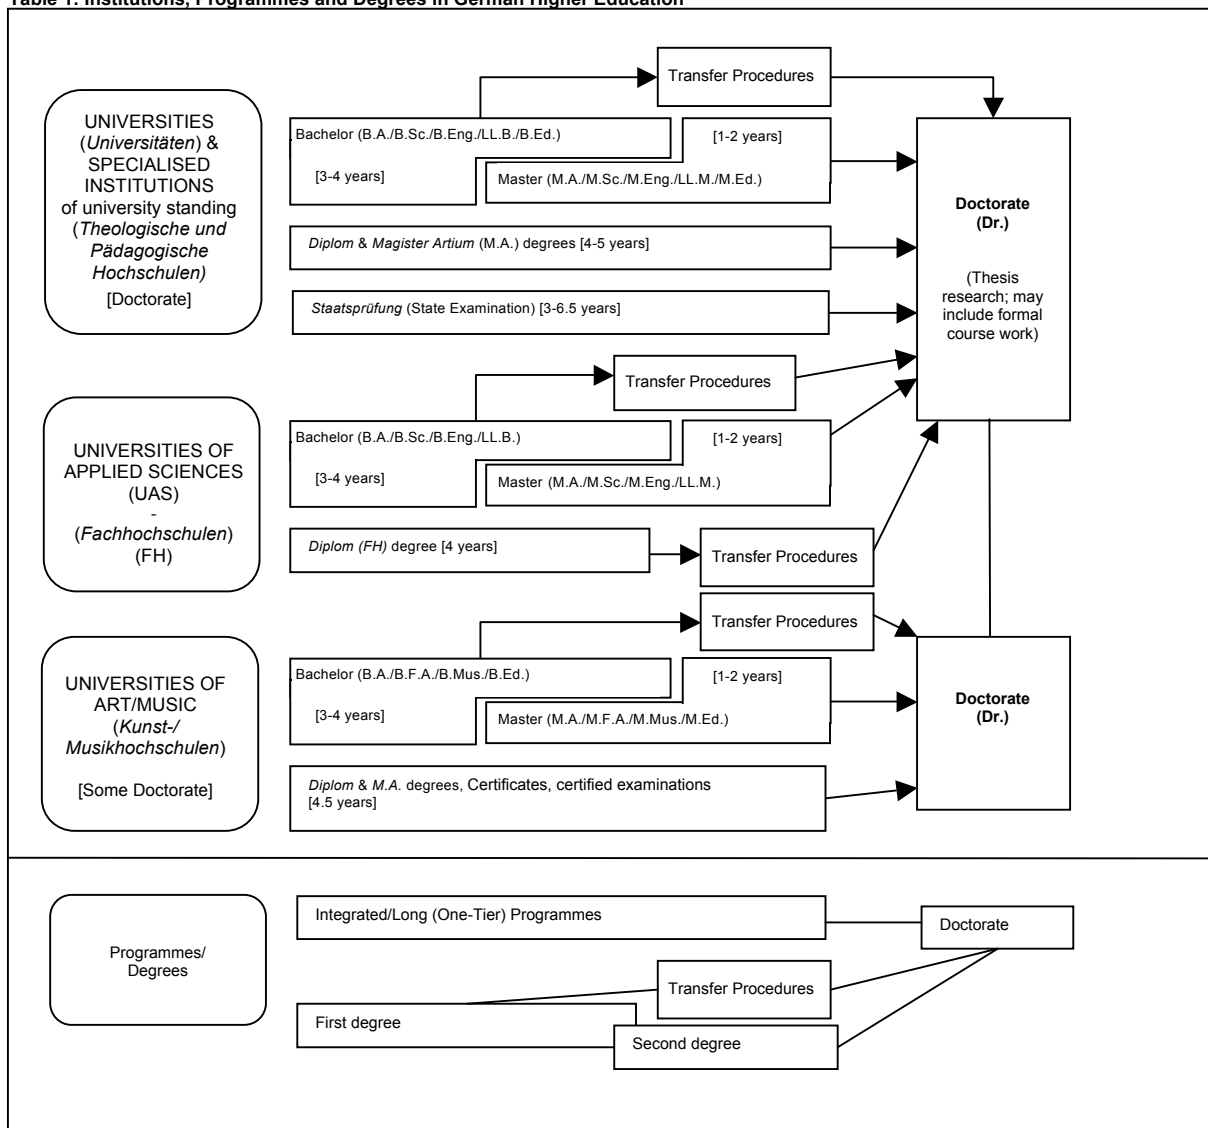 Table 1: Institutions, Programmes and Degrees in German Higher Education
UNIVERSITIES
(Universitäten) &
SPECIALISED
INSTITUTIONS
of university standing
(Theologische und
Pädagogische
Hochschulen)
[Doctorate]
Transfer Procedures
Bachelor (B.A./B.Sc./B.Eng./LL.B./B.Ed.)
[3-4 years]
[1-2 years]
Master (M.A./M.Sc./M.Eng./LL.M./M.Ed.)
Diplom & Magister Artium (M.A.) degrees [4-5 years]
Staatsprüfung (State Examination) [3-6.5 years]
Doctorate
(Dr.)
(Thesis
research; may
include formal
course work)
UNIVERSITIES OF
APPLIED SCIENCES
(UAS)
-
(Fachhochschulen)
(FH)
Transfer Procedures
Bachelor (B.A./B.Sc./B.Eng./LL.B.)
[3-4 years]
[1-2 years]
Master (M.A./M.Sc./M.Eng./LL.M.)
Diplom (FH) degree [4 years]
Transfer Procedures
UNIVERSITIES OF
ART/MUSIC
(Kunst-/
Musikhochschulen)
[Some Doctorate]
Transfer Procedures
Bachelor (B.A./B.F.A./B.Mus./B.Ed.)
[3-4 years]
[1-2 years]
Master (M.A./M.F.A./M.Mus./M.Ed.)
Diplom & M.A. degrees, Certificates, certified examinations
[4.5 years]
Doctorate
(Dr.)
Programmes/
Degrees
Integrated/Long (One-Tier) Programmes
Doctorate
Transfer Procedures
First degree
Second degree